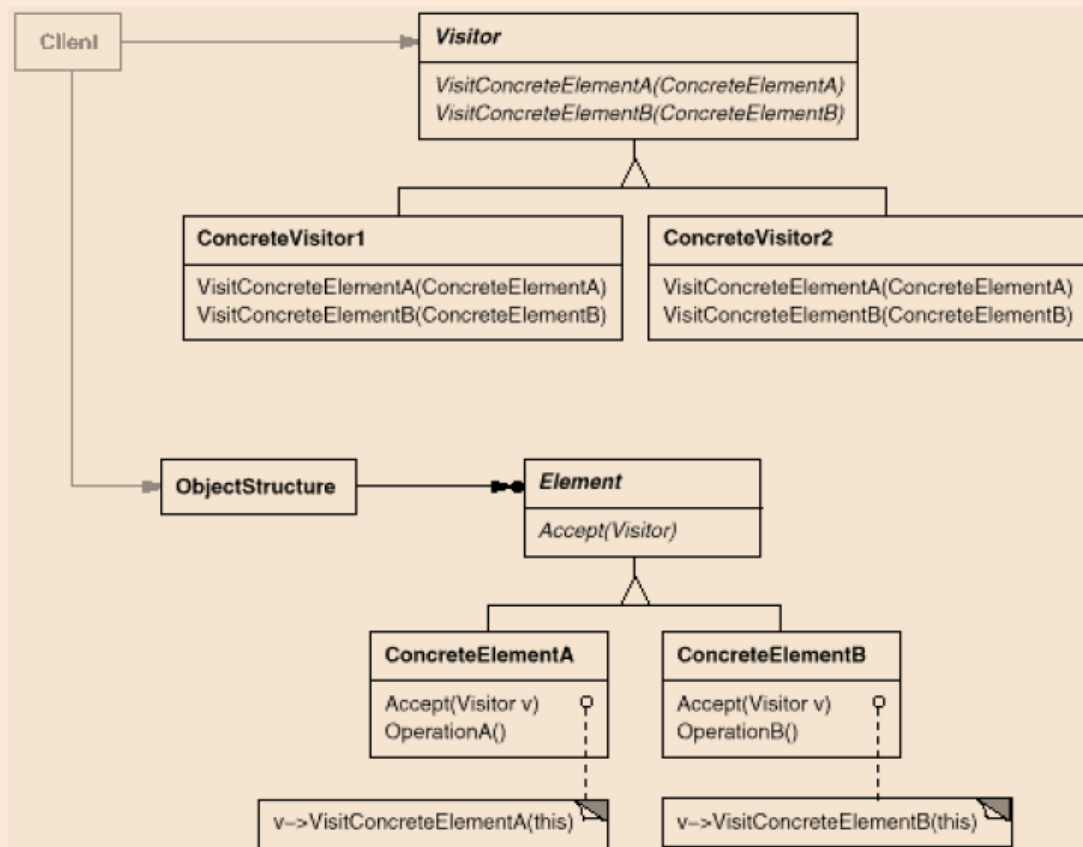 Client
Visitor
VisitConcreteElementA(ConcreteElementA)
VisitConcreteElementB(ConcreteElementB)
ConcreteVisitor1
VisitConcreteElementA(ConcreteElementA)
VisitConcreteElementB(ConcreteElementB)
ConcreteVisitor2
VisitConcreteElementA(ConcreteElementA)
VisitConcreteElementB(ConcreteElementB)
ObjectStructure
Element
Accept(Visitor)
ConcreteElementA
Accept(Visitor v)
OperationA()
ConcreteElementB
Accept(Visitor v)
OperationB()
v->VisitConcreteElementA(this)
v->VisitConcreteElementB(this)